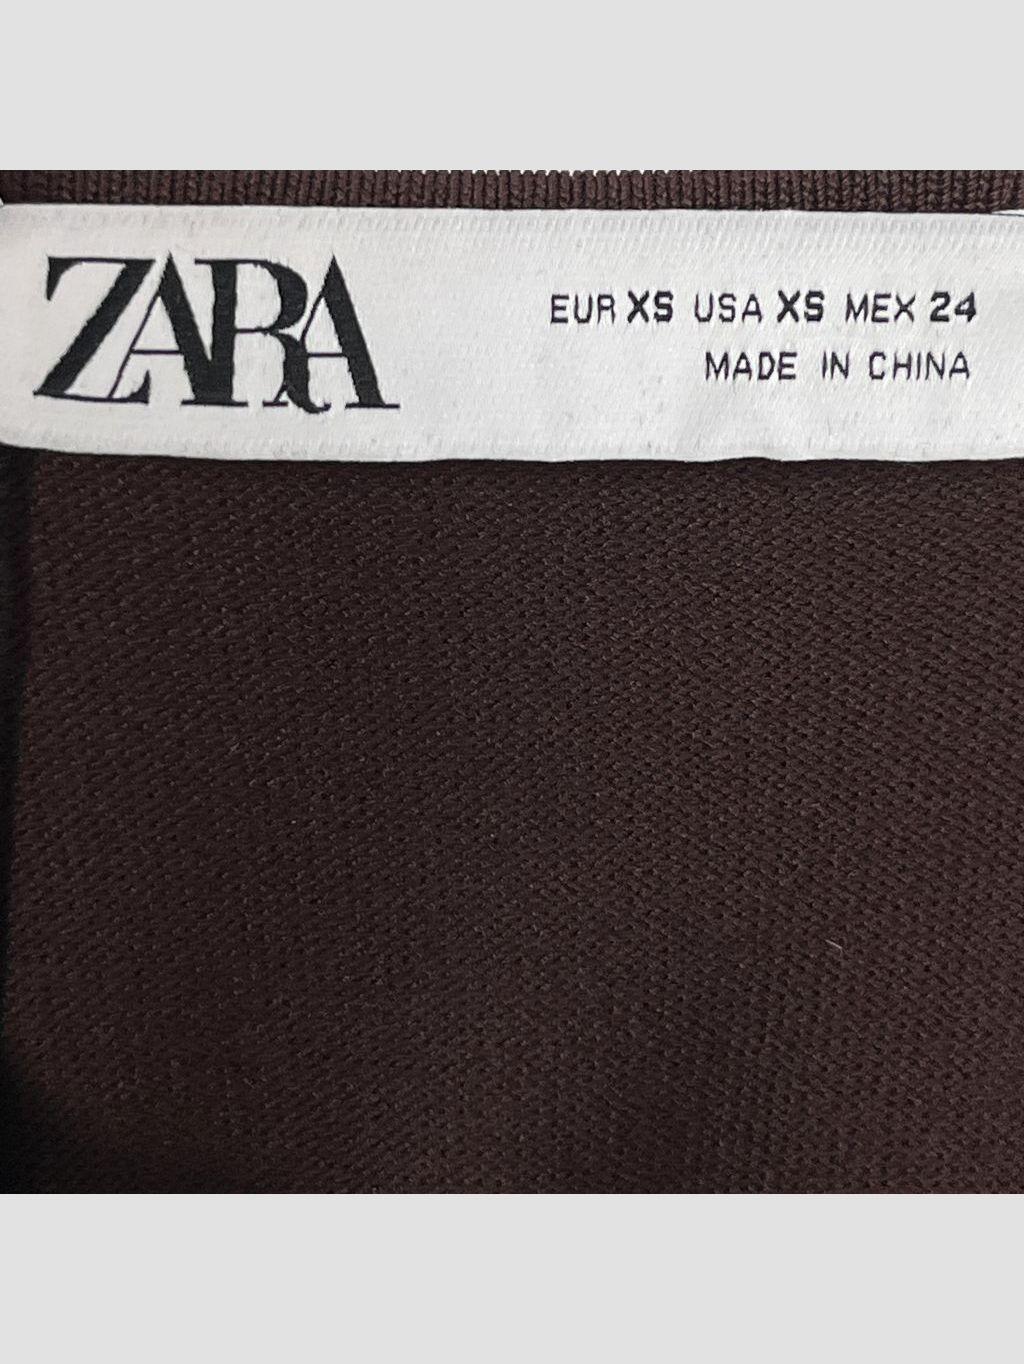 ZARA
EUR XS USA XS MEX 24
MADE IN CHINA